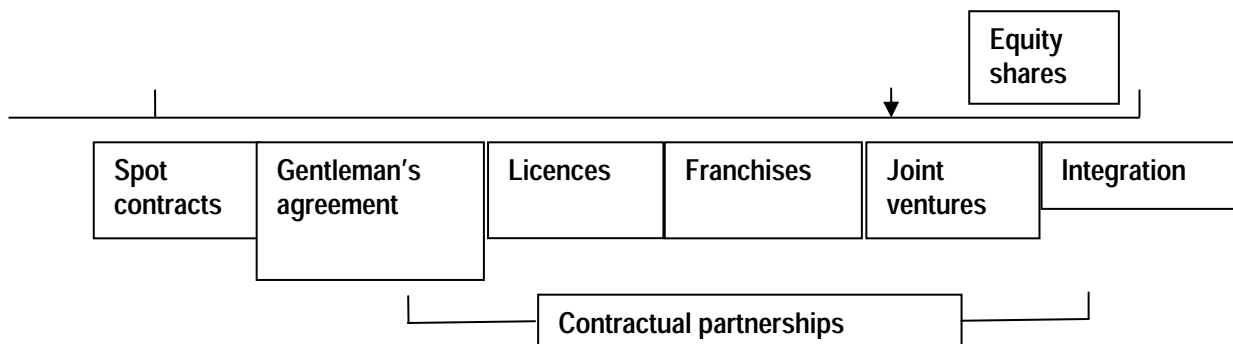 Equity
shares
Spot
contracts
Gentleman's
agreement
Licences
Franchises
Joint
ventures
Integration
Contractual partnerships